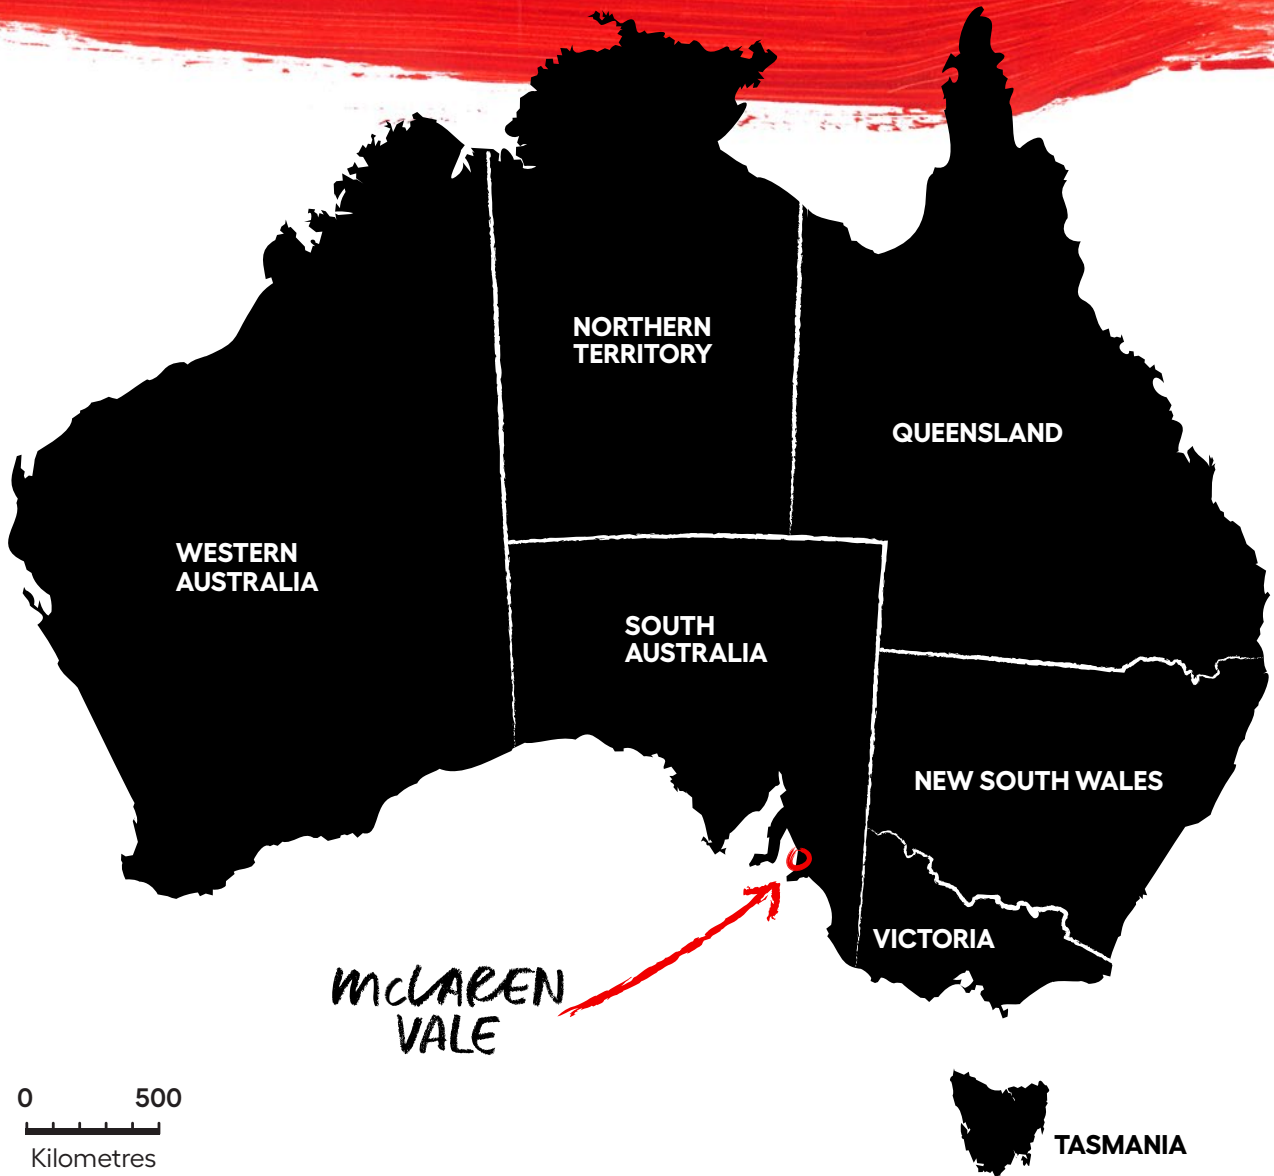 NORTHERN
TERRITORY
QUEENSLAND
WESTERN
AUSTRALIA
SOUTH
AUSTRALIA
NEW SOUTH WALES
VICTORIA
McLAREN
VALE
0 500
Kilometres
TASMANIA